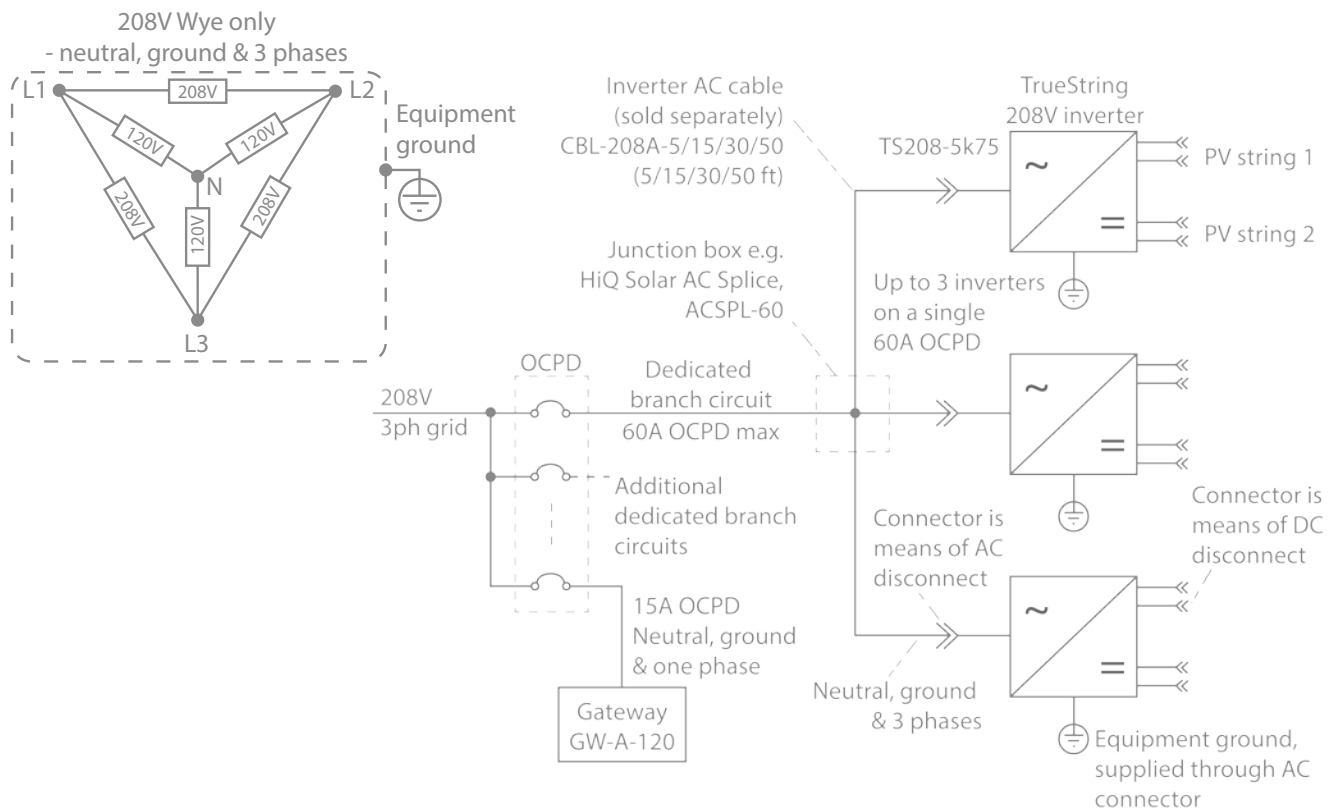 208V Wye only
- neutral, ground & 3 phases
L1
208V
L2
120V
120V
N
208V
120V
208V
L3
Equipment
ground
Inverter AC cable
(sold separately)
CBL-208A-5/15/30/50
(5/15/30/50 ft)
TrueString
208V inverter
TS208-5k75
~
=
PV string 1
PV string 2
Junction box e.g.
HiQ Solar AC Splice,
ACSPL-60
Up to 3 inverters
on a single
60A OCPD
OCPD
Dedicated
branch circuit
60A OCPD max
208V
3ph grid
~
=
Additional
dedicated branch
circuits
Connector is
means of AC
disconnect
Connector is
means of DC
disconnect
15A OCPD
Neutral, ground
& one phase
~
=
Gateway
GW-A-120
Neutral, ground
& 3 phases
Equipment ground,
supplied through AC
connector